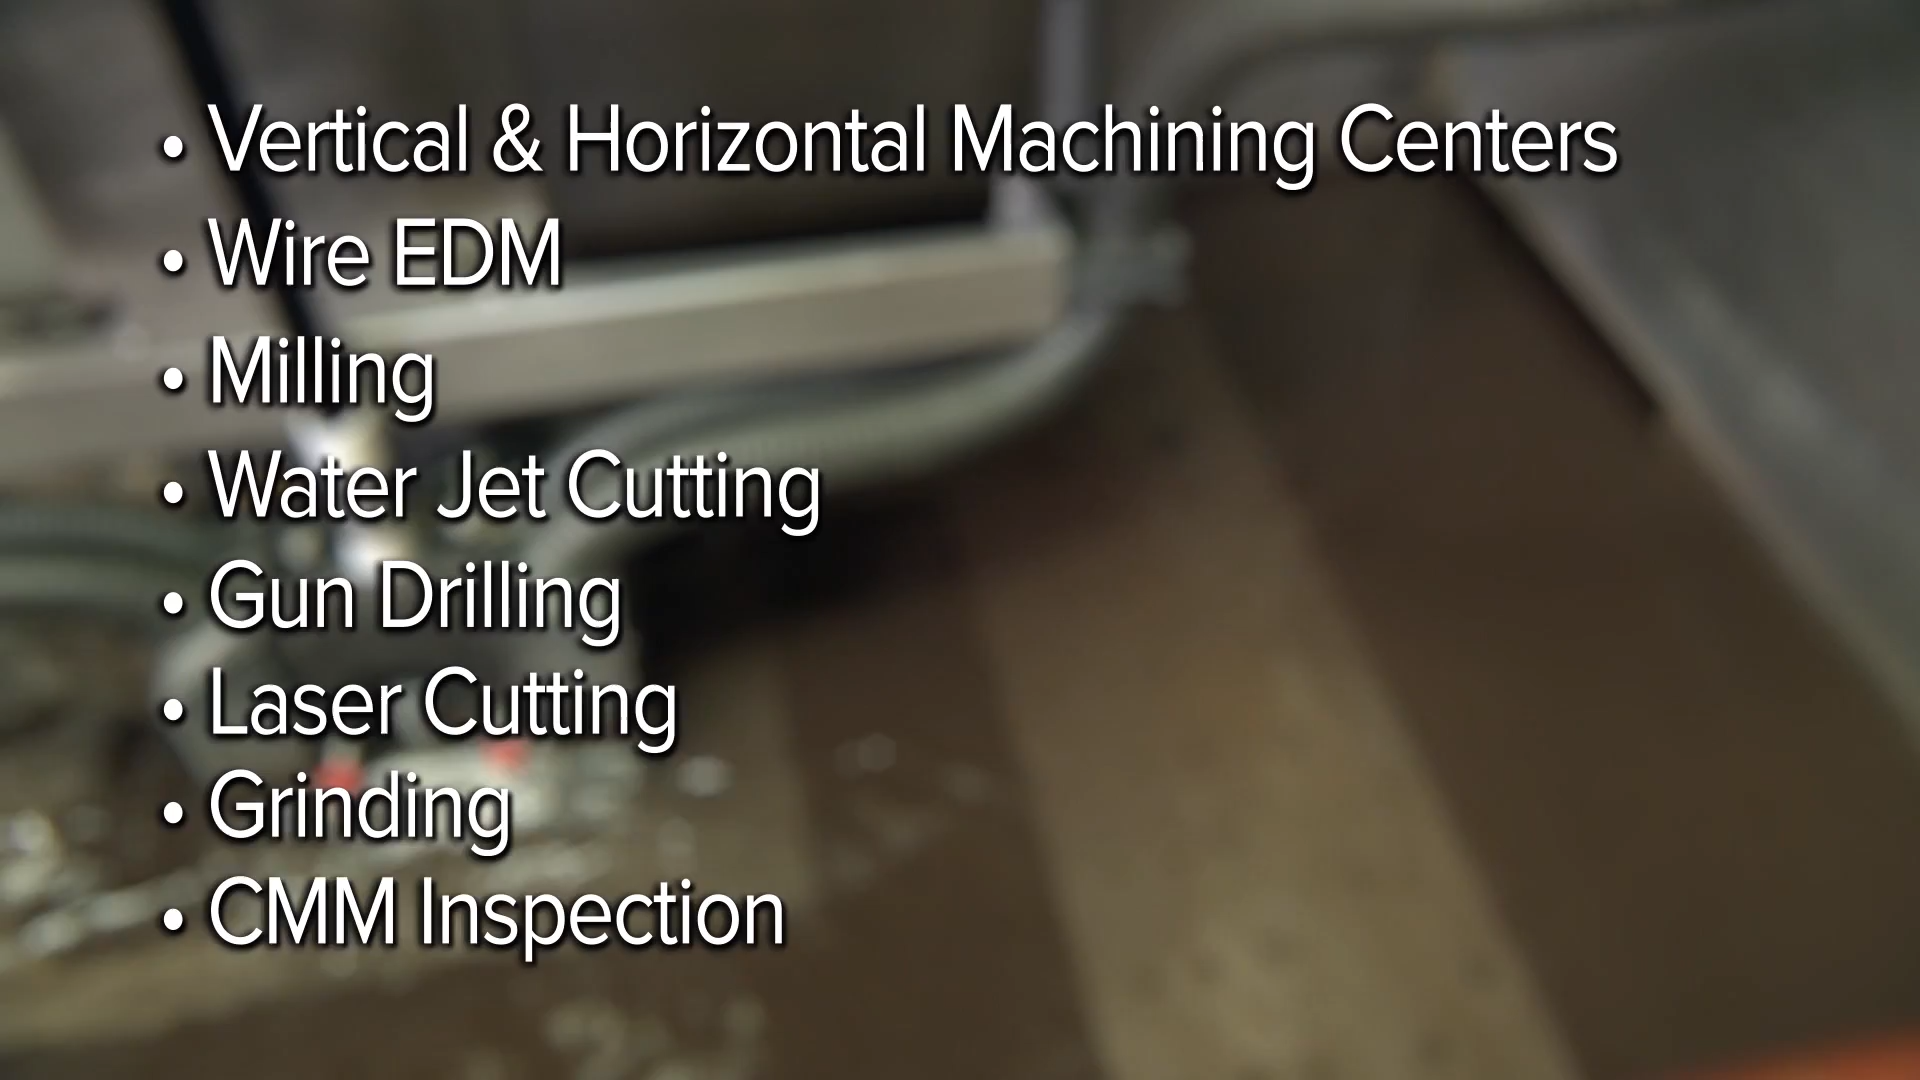 • Vertical & Horizontal Machining Centers
• Wire EDM
• Milling
• Water Jet Cutting
• Gun Drilling
• Laser Cutting
• Grinding
• CMM Inspection